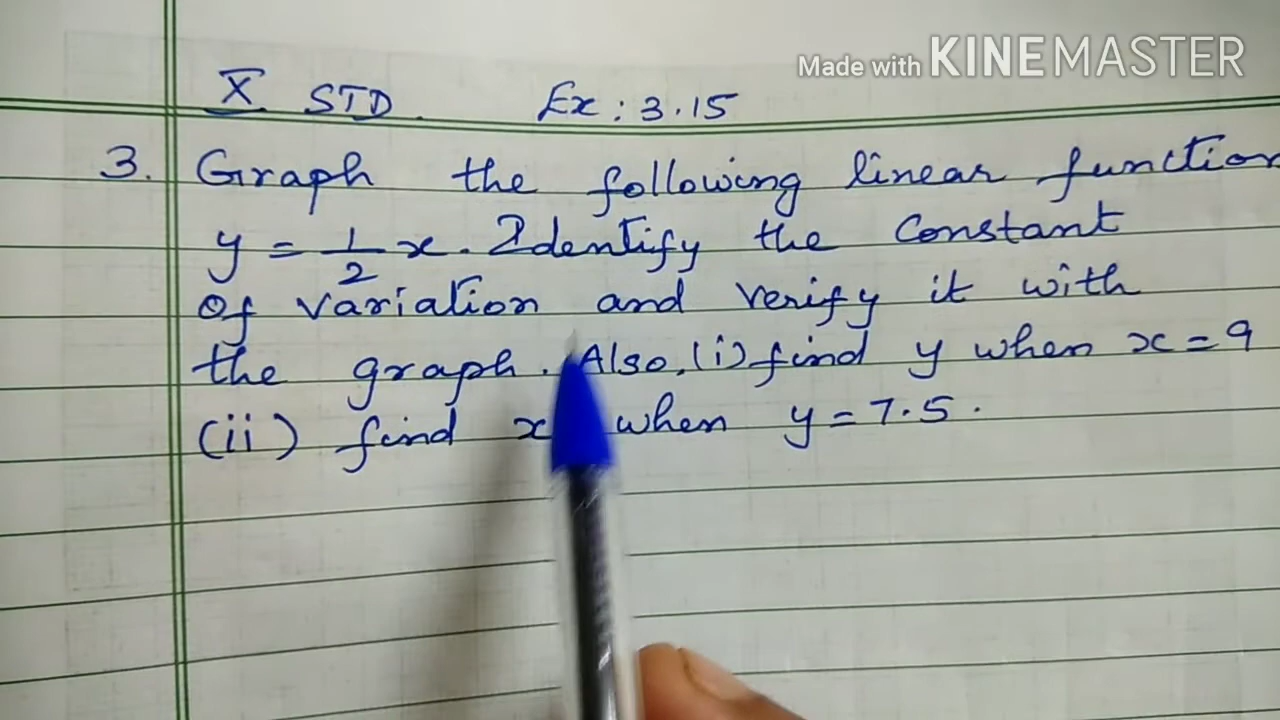 Made with KINEMASTER
X STD. Ex: 3.15
3. Graph the following linear function
y = 1/2 x. Identify the Constant
of variation and verify it with
the graph. Also, (i) find y when x = 9
(ii) find x when y = 7.5.